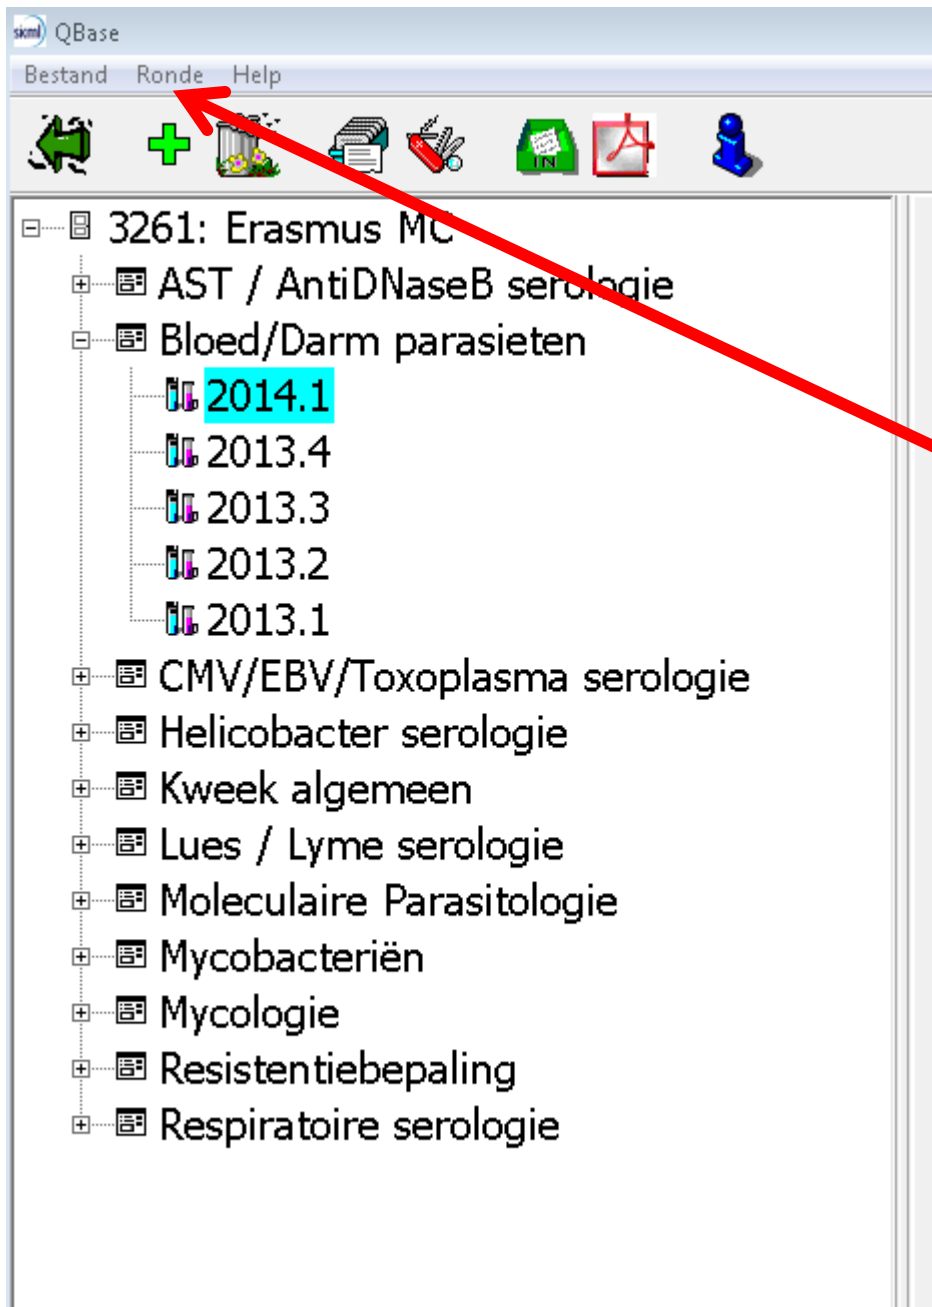 skml QBase
Bestand Ronde Help
IN
3261: Erasmus MC
AST / AntiDNaseB serologie
Bloed/Darm parasieten
2014.1
2013.4
2013.3
2013.2
2013.1
CMV/EBV/Toxoplasma serologie
Helicobacter serologie
Kweek algemeen
Lues / Lyme serologie
Moleculaire Parasitologie
Mycobacteriën
Mycologie
Resistentiebepaling
Respiratoire serologie